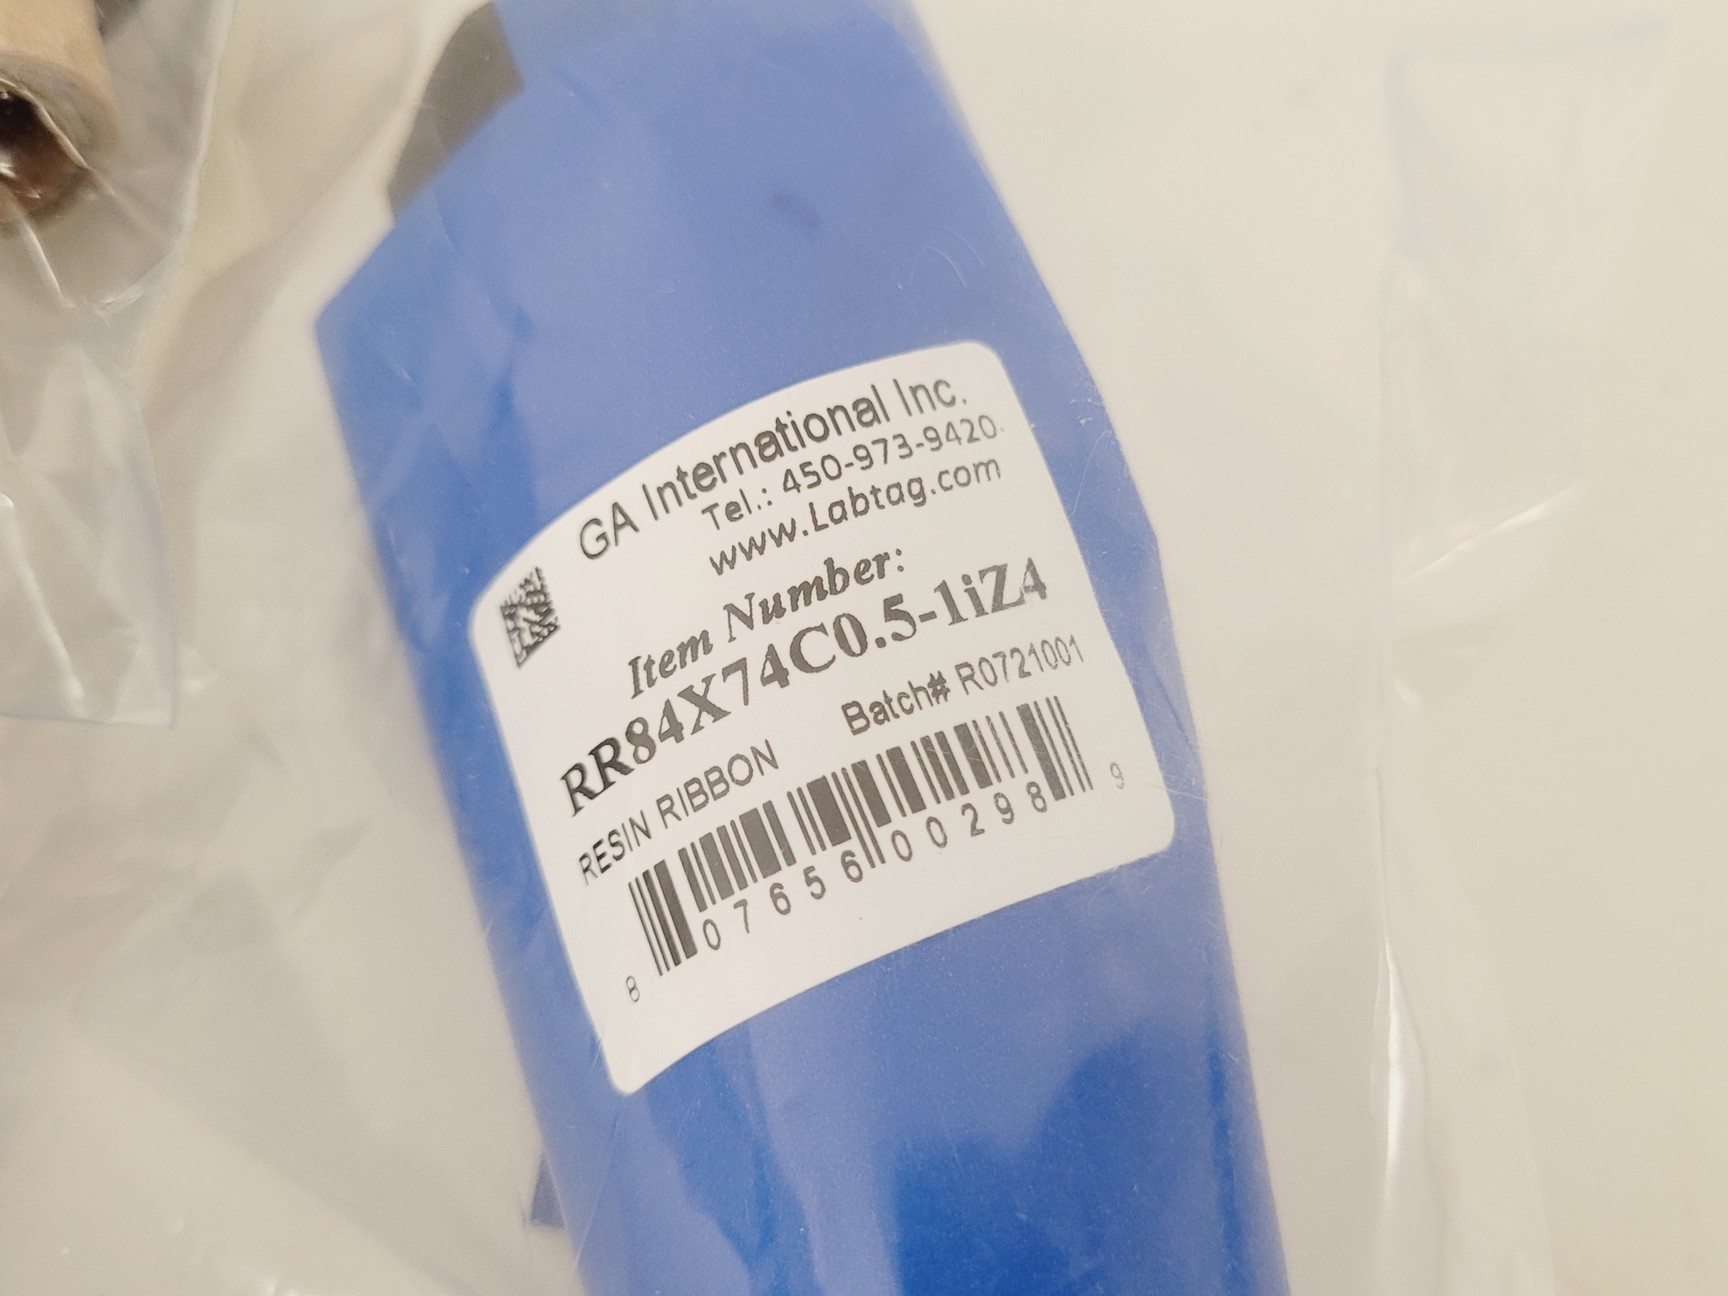 GA International Inc.
Tel.: 450-973-9420
www.Labtag.com
Item Number:
RR84X74C0.5-1iZ4
RESIN RIBBON Batch# R0721001
8 07656 00298 9